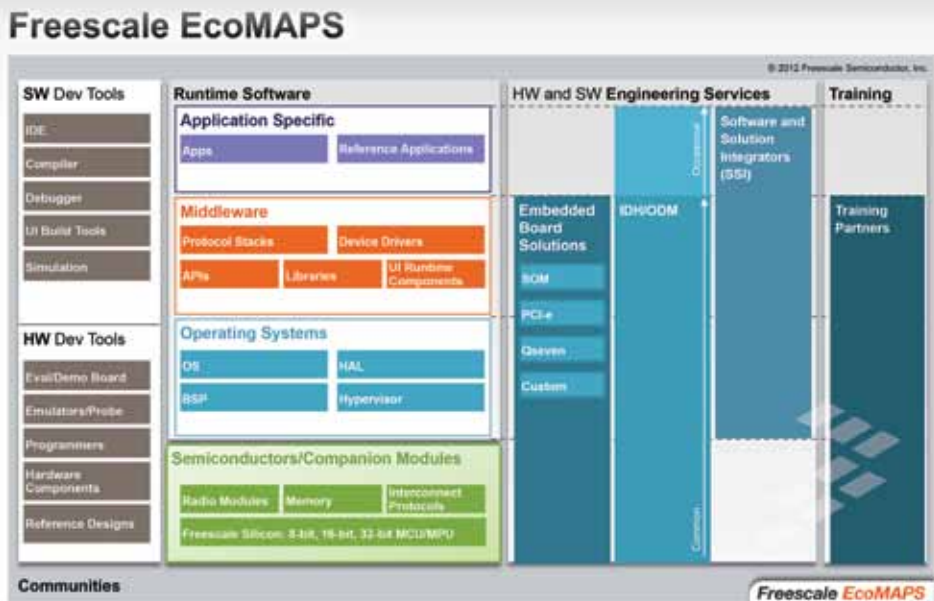 Freescale EcoMAPS
© 2012 Freescale Semiconductor, Inc.
SW Dev Tools
IDE
Compiler
Debugger
UI Build Tools
Simulation
HW Dev Tools
Eval/Demo Board
Emulators/Probe
Programmers
Hardware
Components
Reference Designs
Runtime Software
Application Specific
Apps
Reference Applications
Middleware
Protocol Stacks
Device Drivers
APIs
Libraries
UI Runtime
Components
Operating Systems
OS
HAL
BSP
Hypervisor
Semiconductors/Companion Modules
Radio Modules
Memory
Interconnect
Protocols
Freescale Silicon: 8-bit, 16-bit, 32-bit MCU/MPU
HW and SW Engineering Services
Embedded
Board
Solutions
SOM
PCI-e
Qseven
Custom
Occasional
IDH/ODM
Common
Software and
Solution
Integrators
(SSI)
Training
Training
Partners
Communities
Freescale EcoMAPS